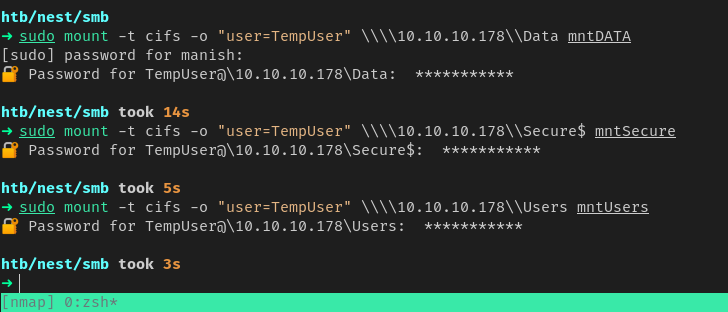 htb/nest/smb
➜ sudo mount -t cifs -o "user=TempUser" \\\\10.10.10.178\\Data mntDATA
[sudo] password for manish:
🔐 Password for TempUser@\10.10.10.178\Data:  ***********
htb/nest/smb took 14s
➜ sudo mount -t cifs -o "user=TempUser" \\\\10.10.10.178\\Secure$ mntSecure
🔐 Password for TempUser@\10.10.10.178\Secure$:  ***********
htb/nest/smb took 5s
➜ sudo mount -t cifs -o "user=TempUser" \\\\10.10.10.178\\Users mntUsers
🔐 Password for TempUser@\10.10.10.178\Users:  ***********
htb/nest/smb took 3s
➜
[nmap] 0:zsh*